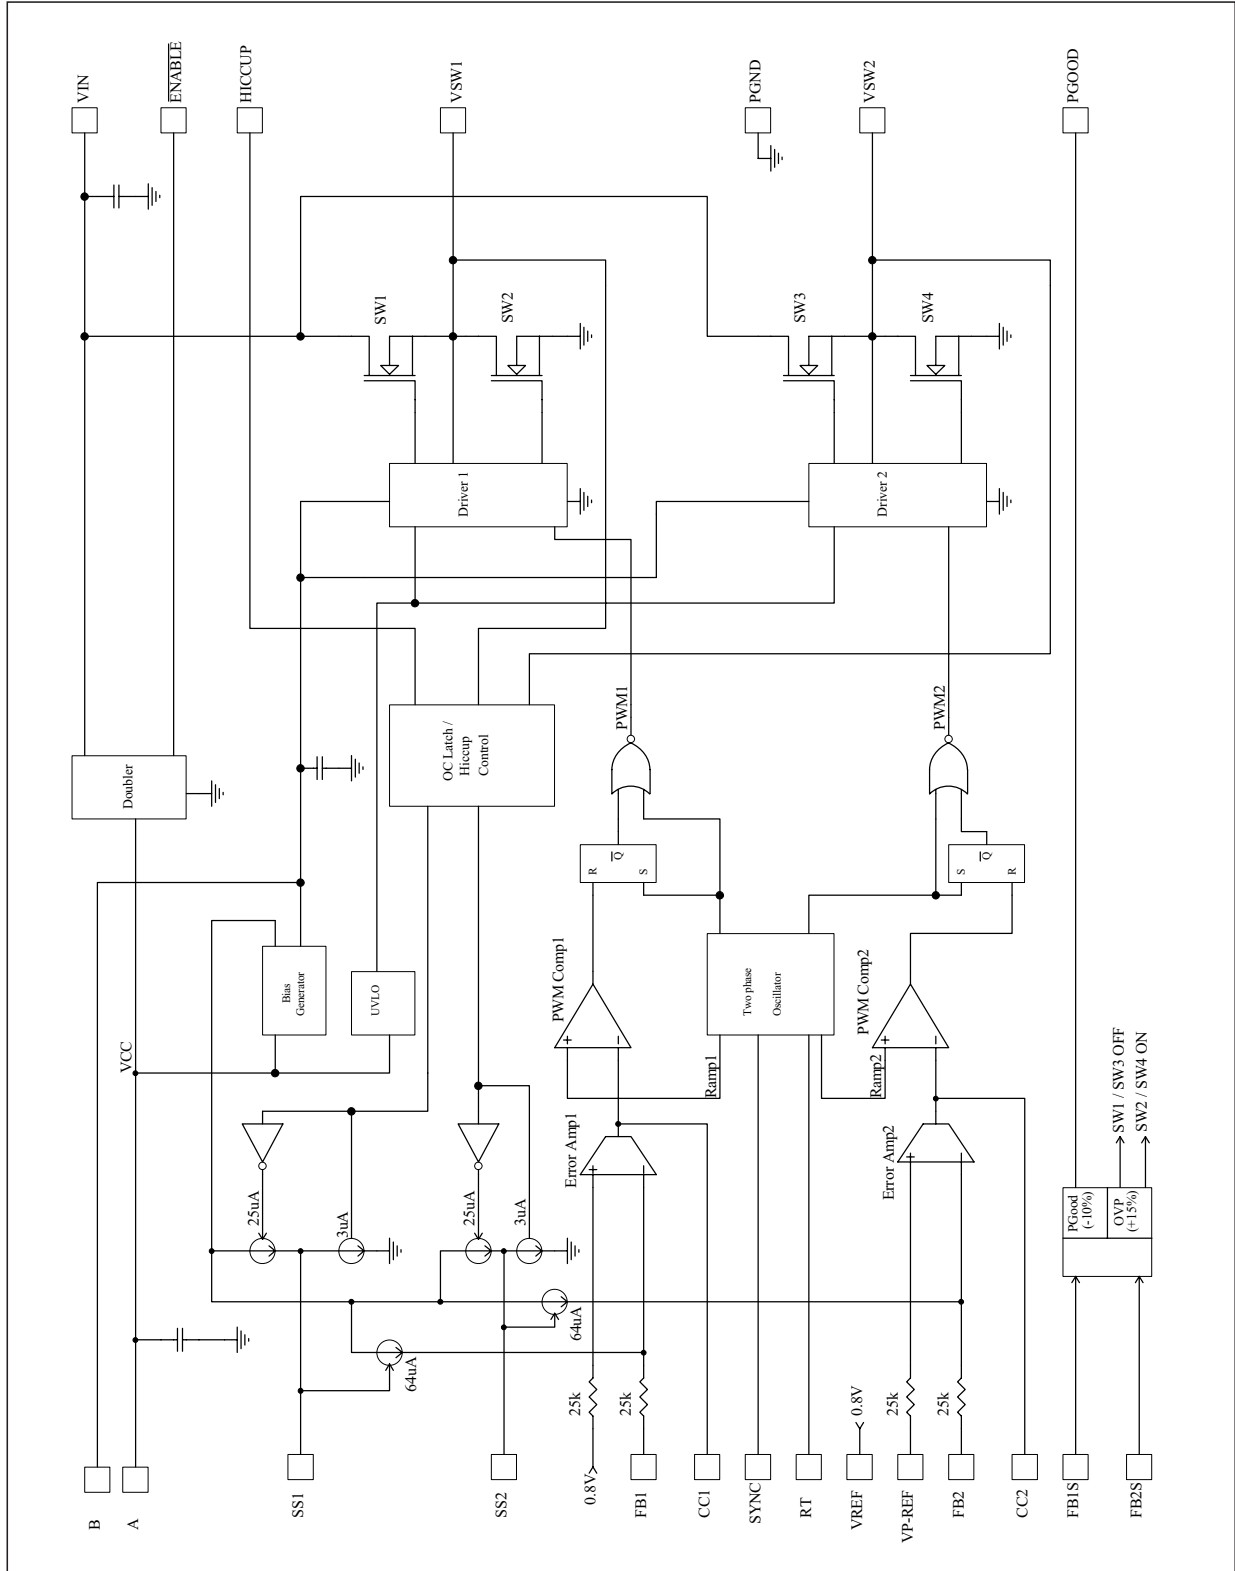 VIN
ENABLE
HICCUP
VSW1
PGND
VSW2
PGOOD
SW1
SW2
SW3
SW4
Driver 1
Driver 2
Doubler
OC Latch /
Hiccup
Control
PWM1
PWM2
R
Q
S
S
Q
R
Bias
Generator
UVLO
VCC
PWM Comp1
+
−
Two phase
Oscillator
PWM Comp2
+
−
Ramp1
Ramp2
Error Amp1
+
−
Error Amp2
+
−
25uA
3uA
25uA
3uA
64uA
64uA
PGood
(-10%)
OVP
(+15%)
SW1 / SW3 OFF
SW2 / SW4 ON
25k
25k
0.8V
25k
25k
B
A
SS1
SS2
0.8V
FB1
CC1
SYNC
RT
VREF
VP-REF
FB2
CC2
FB1S
FB2S